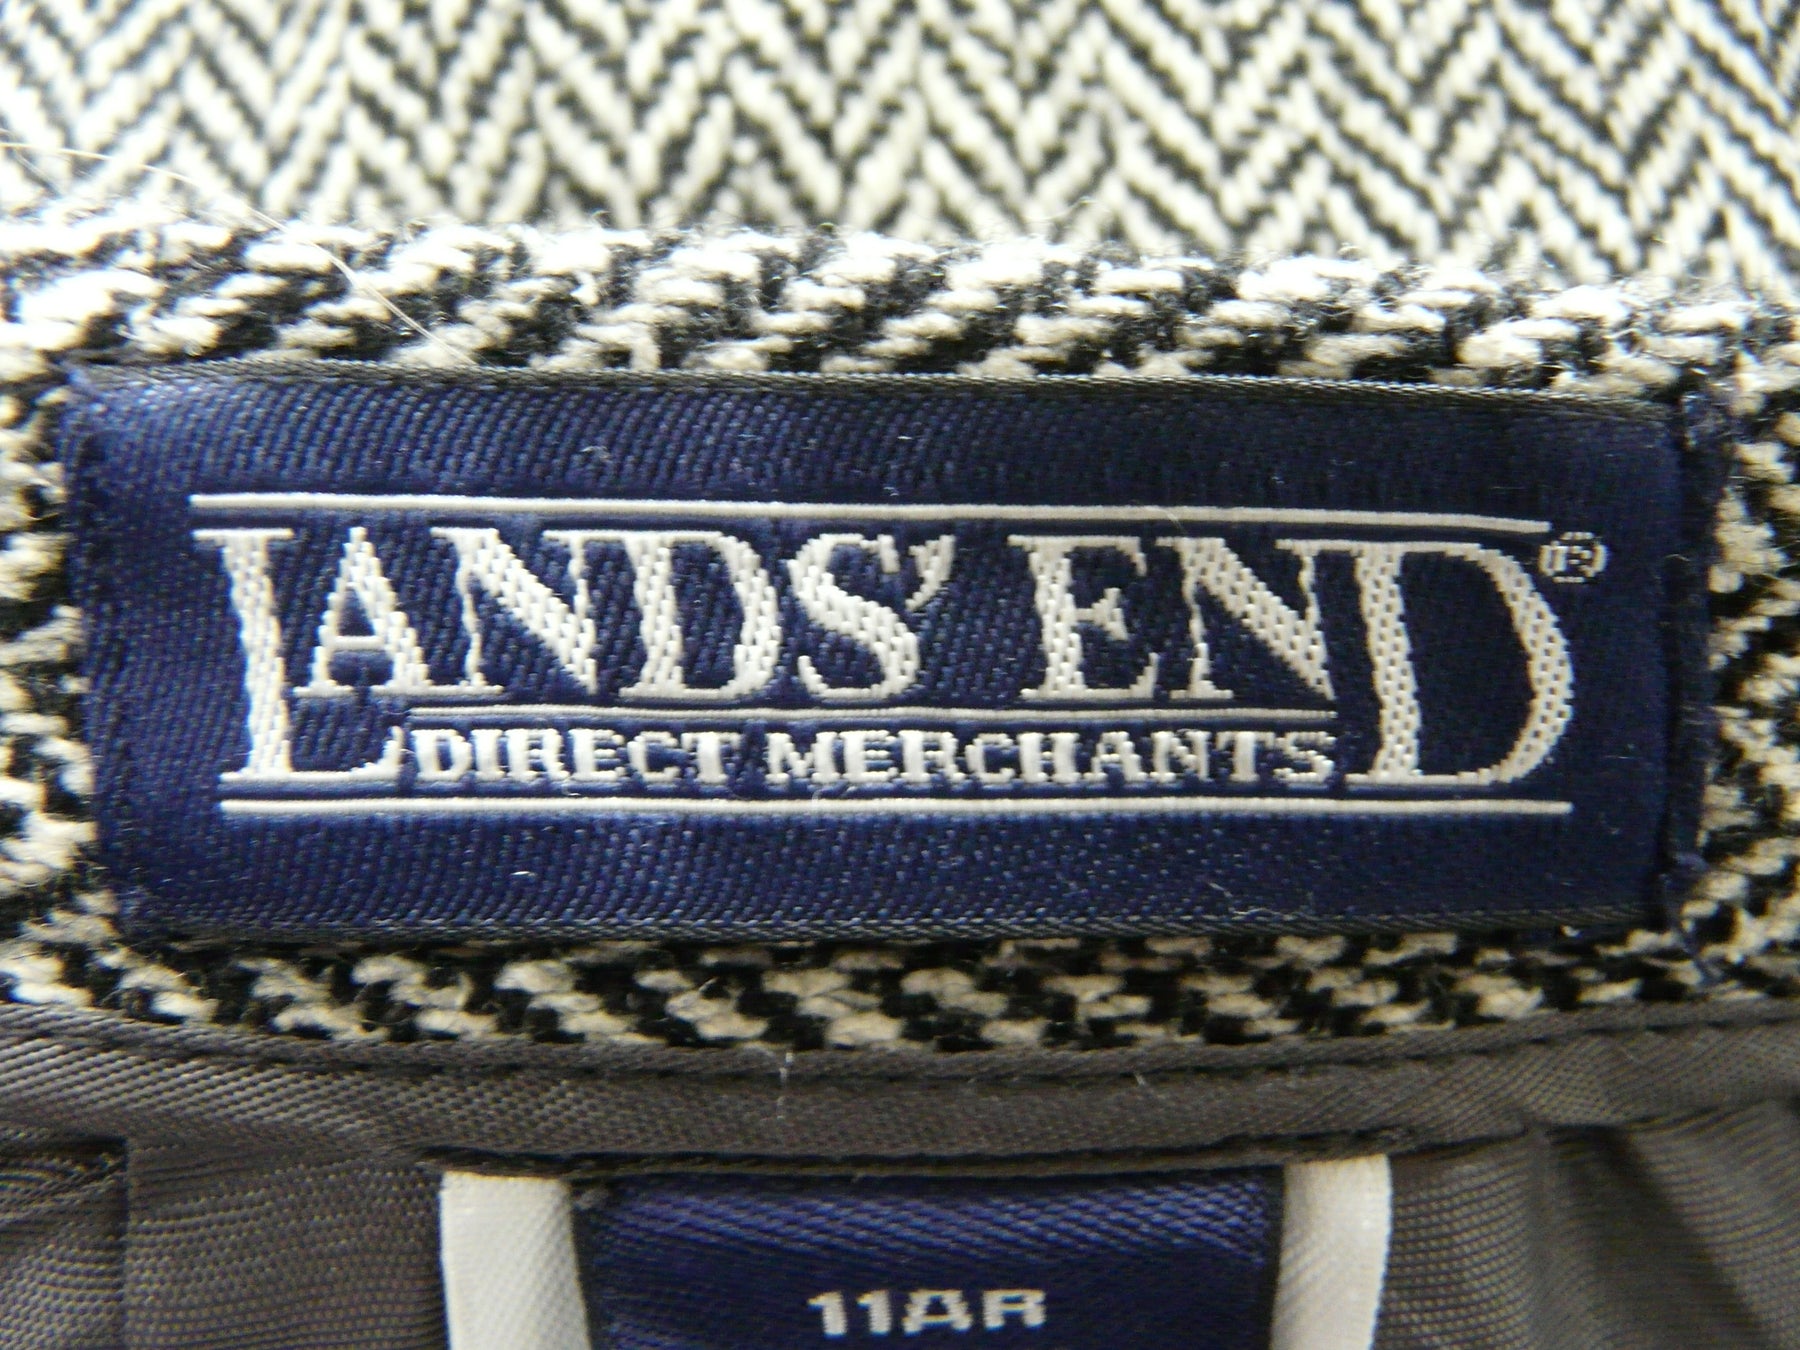 LANDS' END®
DIRECT MERCHANTS
11AR